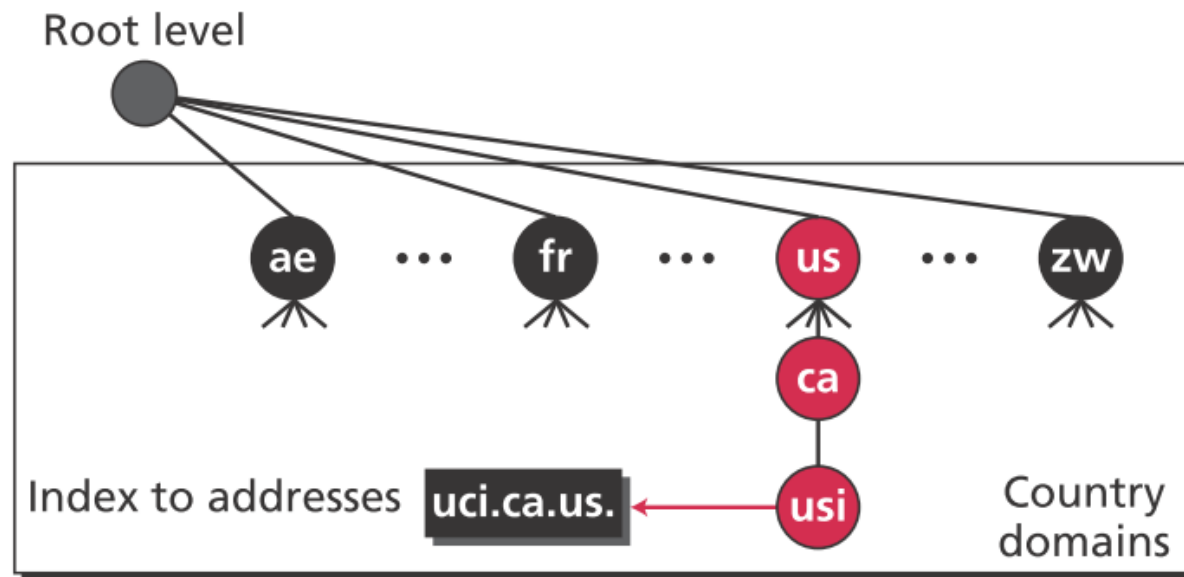 Root level
ae ... fr ... us ... zw
ca
Index to addresses uci.ca.us. usi
Country
domains